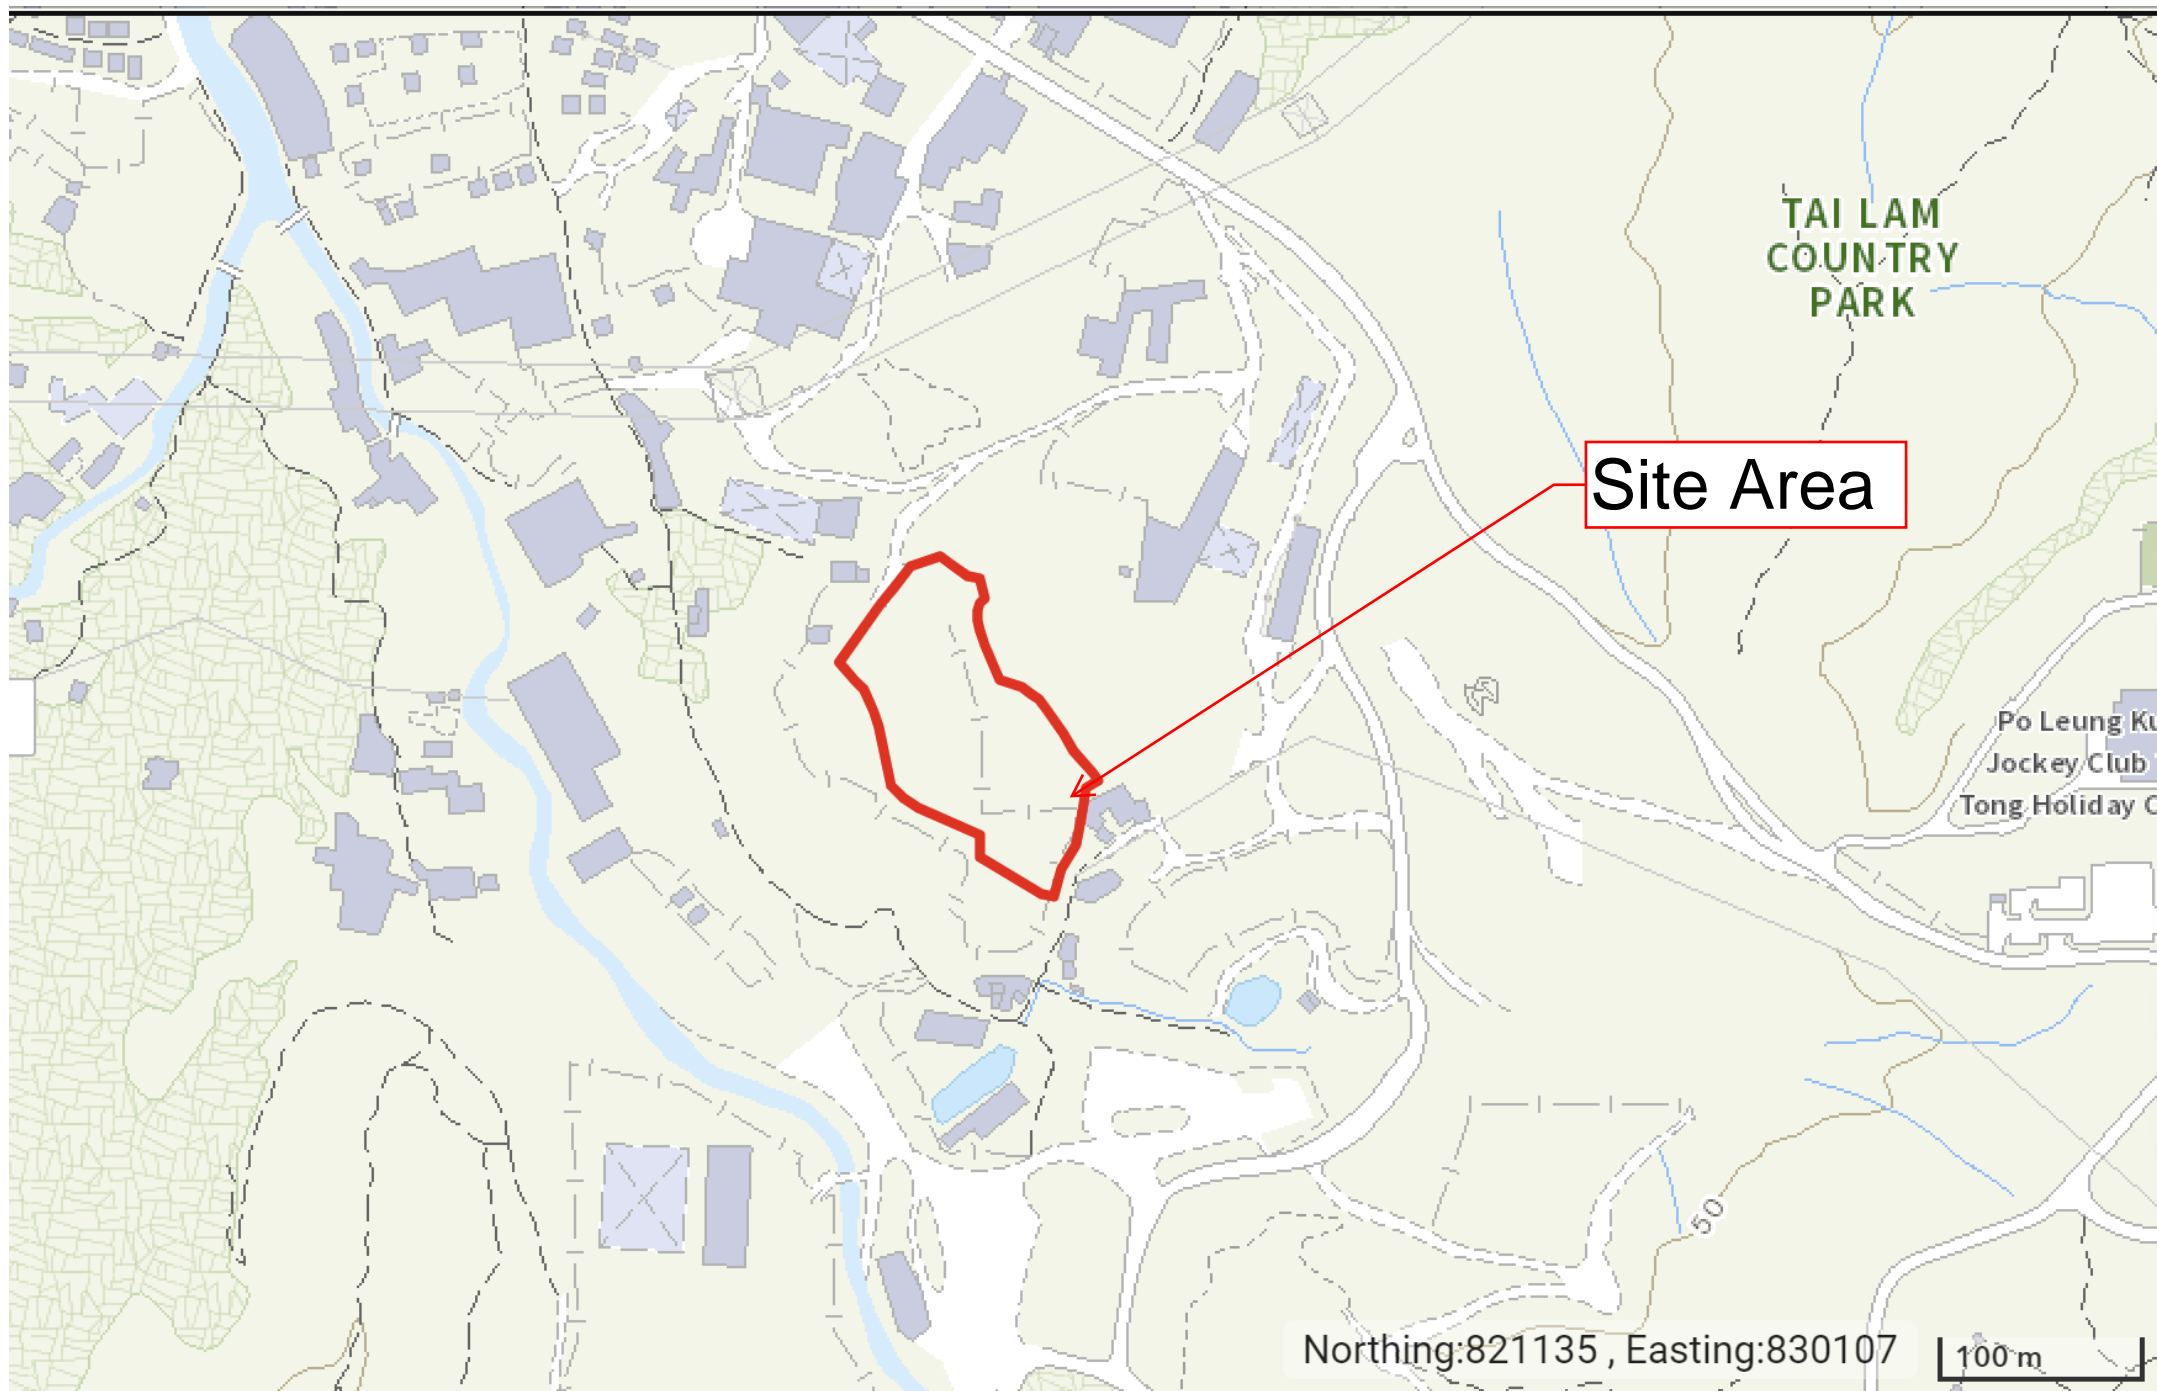 TAI LAM
COUNTRY
PARK
Site Area
Po Leung Ku
Jockey Club
Tong Holiday C
50
Northing:821135 , Easting:830107
100 m